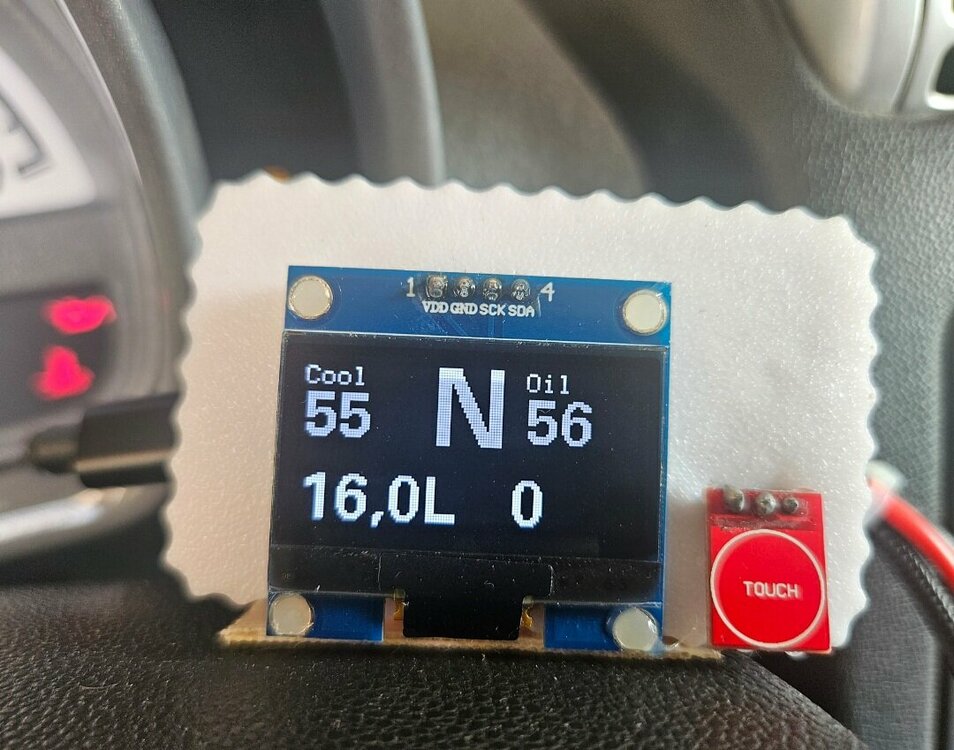 1 4
VDD GND SCK SDA
Cool N Oil
55 56
16,0L 0
TOUCH